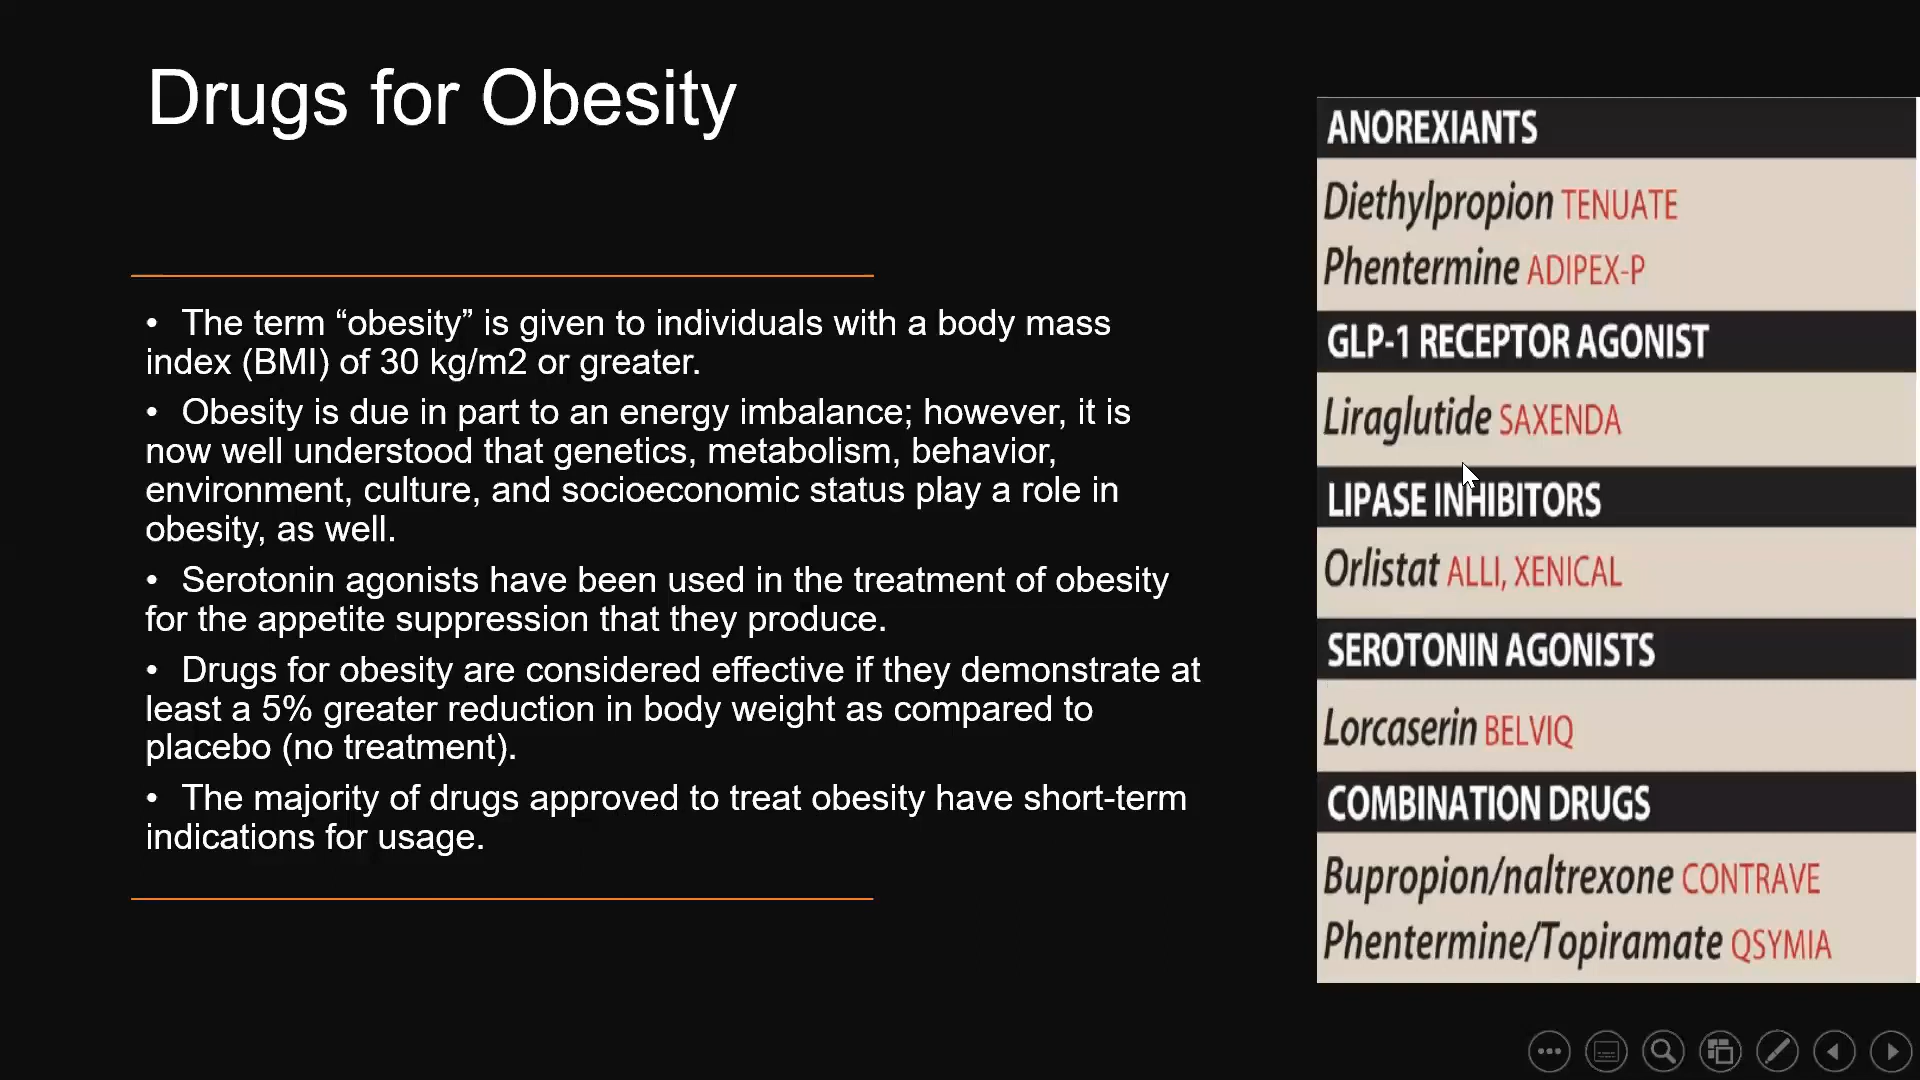 Drugs for Obesity
• The term “obesity” is given to individuals with a body mass
index (BMI) of 30 kg/m2 or greater.
• Obesity is due in part to an energy imbalance; however, it is
now well understood that genetics, metabolism, behavior,
environment, culture, and socioeconomic status play a role in
obesity, as well.
• Serotonin agonists have been used in the treatment of obesity
for the appetite suppression that they produce.
• Drugs for obesity are considered effective if they demonstrate at
least a 5% greater reduction in body weight as compared to
placebo (no treatment).
• The majority of drugs approved to treat obesity have short-term
indications for usage.
ANOREXIANTS
Diethylpropion TENUATE
Phentermine ADIPEX-P
GLP-1 RECEPTOR AGONIST
Liraglutide SAXENDA
LIPASE INHIBITORS
Orlistat ALLI, XENICAL
SEROTONIN AGONISTS
Lorcaserin BELVIQ
COMBINATION DRUGS
Bupropion/naltrexone CONTRAVE
Phentermine/Topiramate QSYMIA